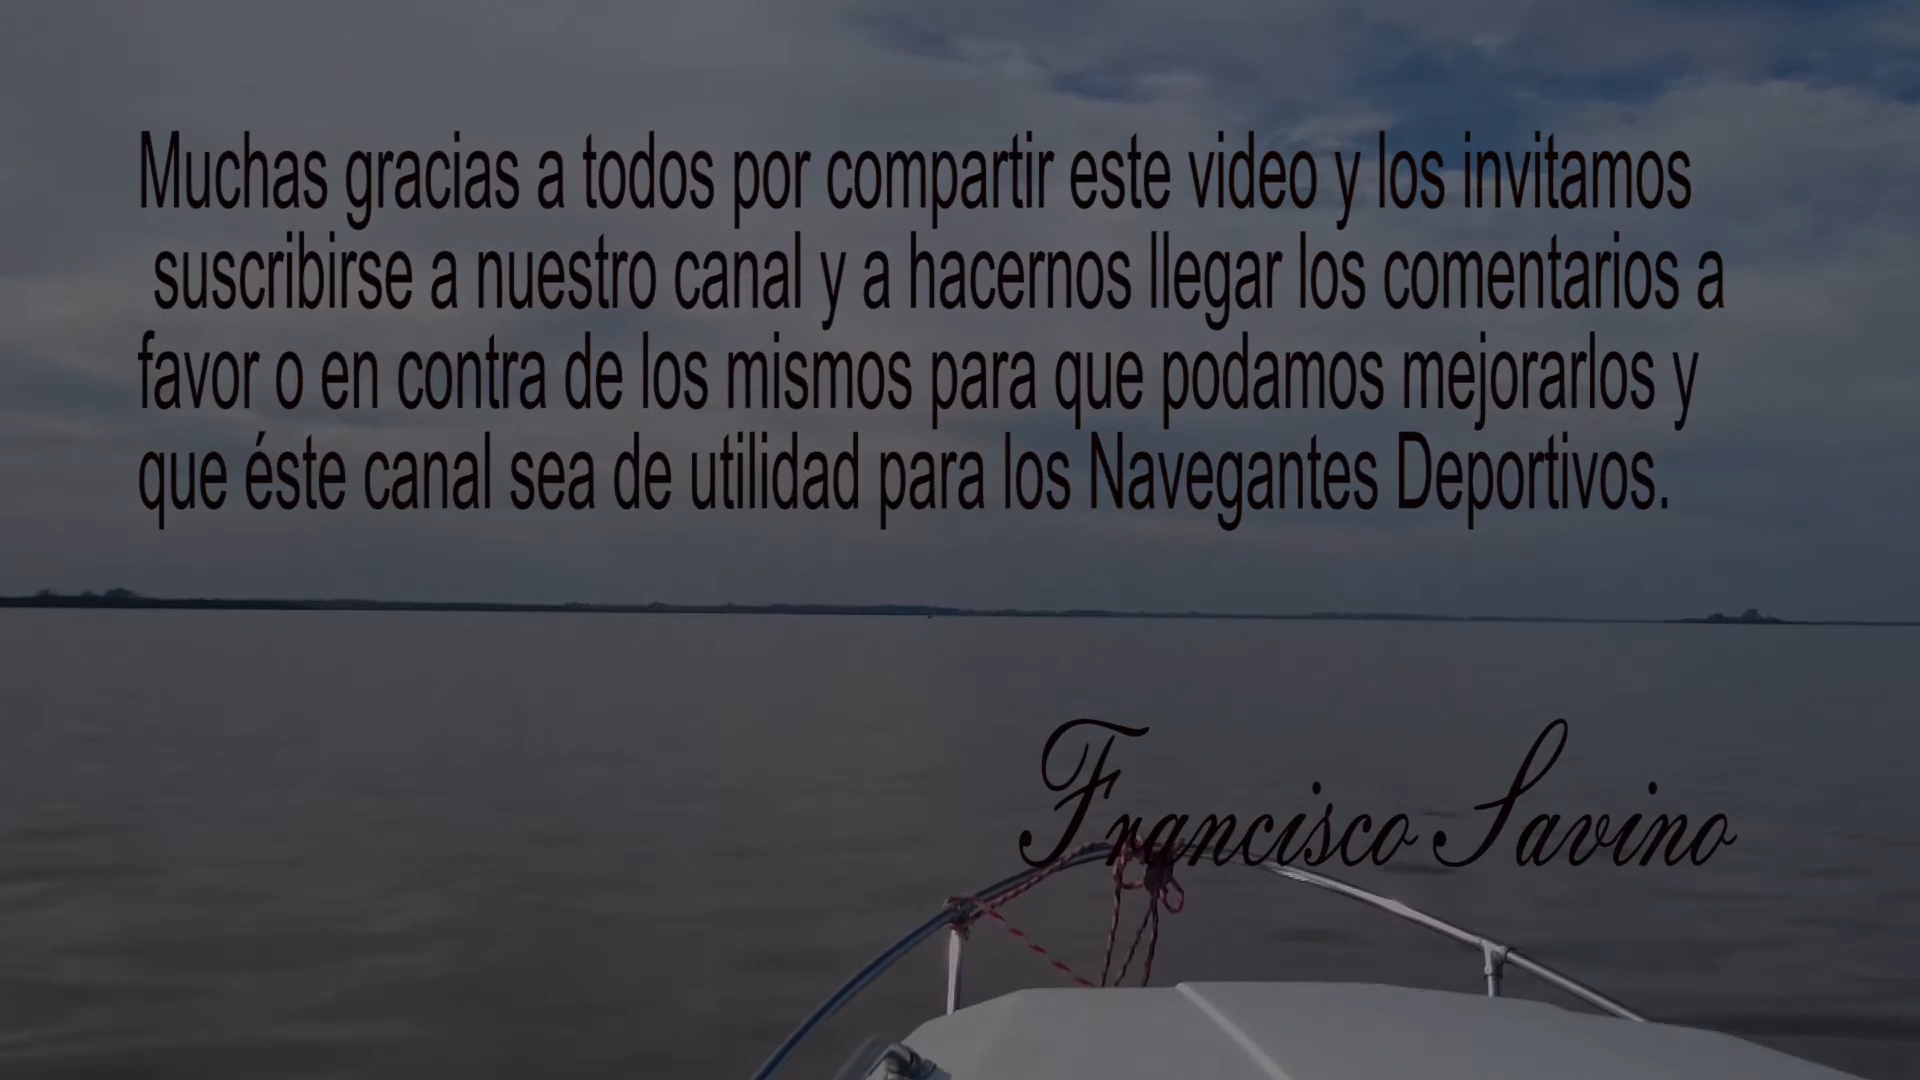 Muchas gracias a todos por compartir este video y los invitamos
suscribirse a nuestro canal y a hacernos llegar los comentarios a
favor o en contra de los mismos para que podamos mejorarlos y
que éste canal sea de utilidad para los Navegantes Deportivos.
Francisco Savino